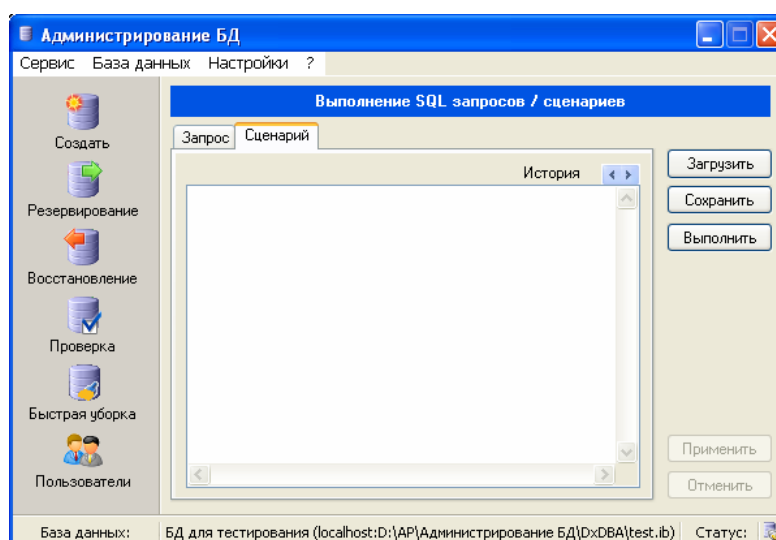 Администрирование БД
Сервис База данных Настройки ?
Выполнение SQL запросов / сценариев
Создать
Резервирование
Восстановление
Проверка
Быстрая уборка
Пользователи
Запрос Сценарий
История
Загрузить
Сохранить
Выполнить
Применить
Отменить
База данных: БД для тестирования (localhost:D:\AP\Администрирование БД\DxDBA\test.ib) Статус: